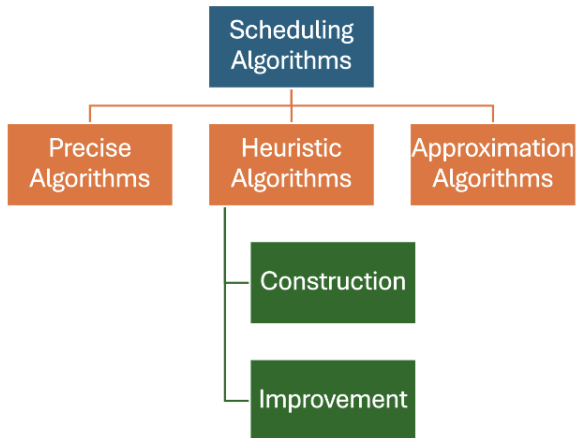 Scheduling
Algorithms
Precise
Algorithms
Heuristic
Algorithms
Approximation
Algorithms
Construction
Improvement